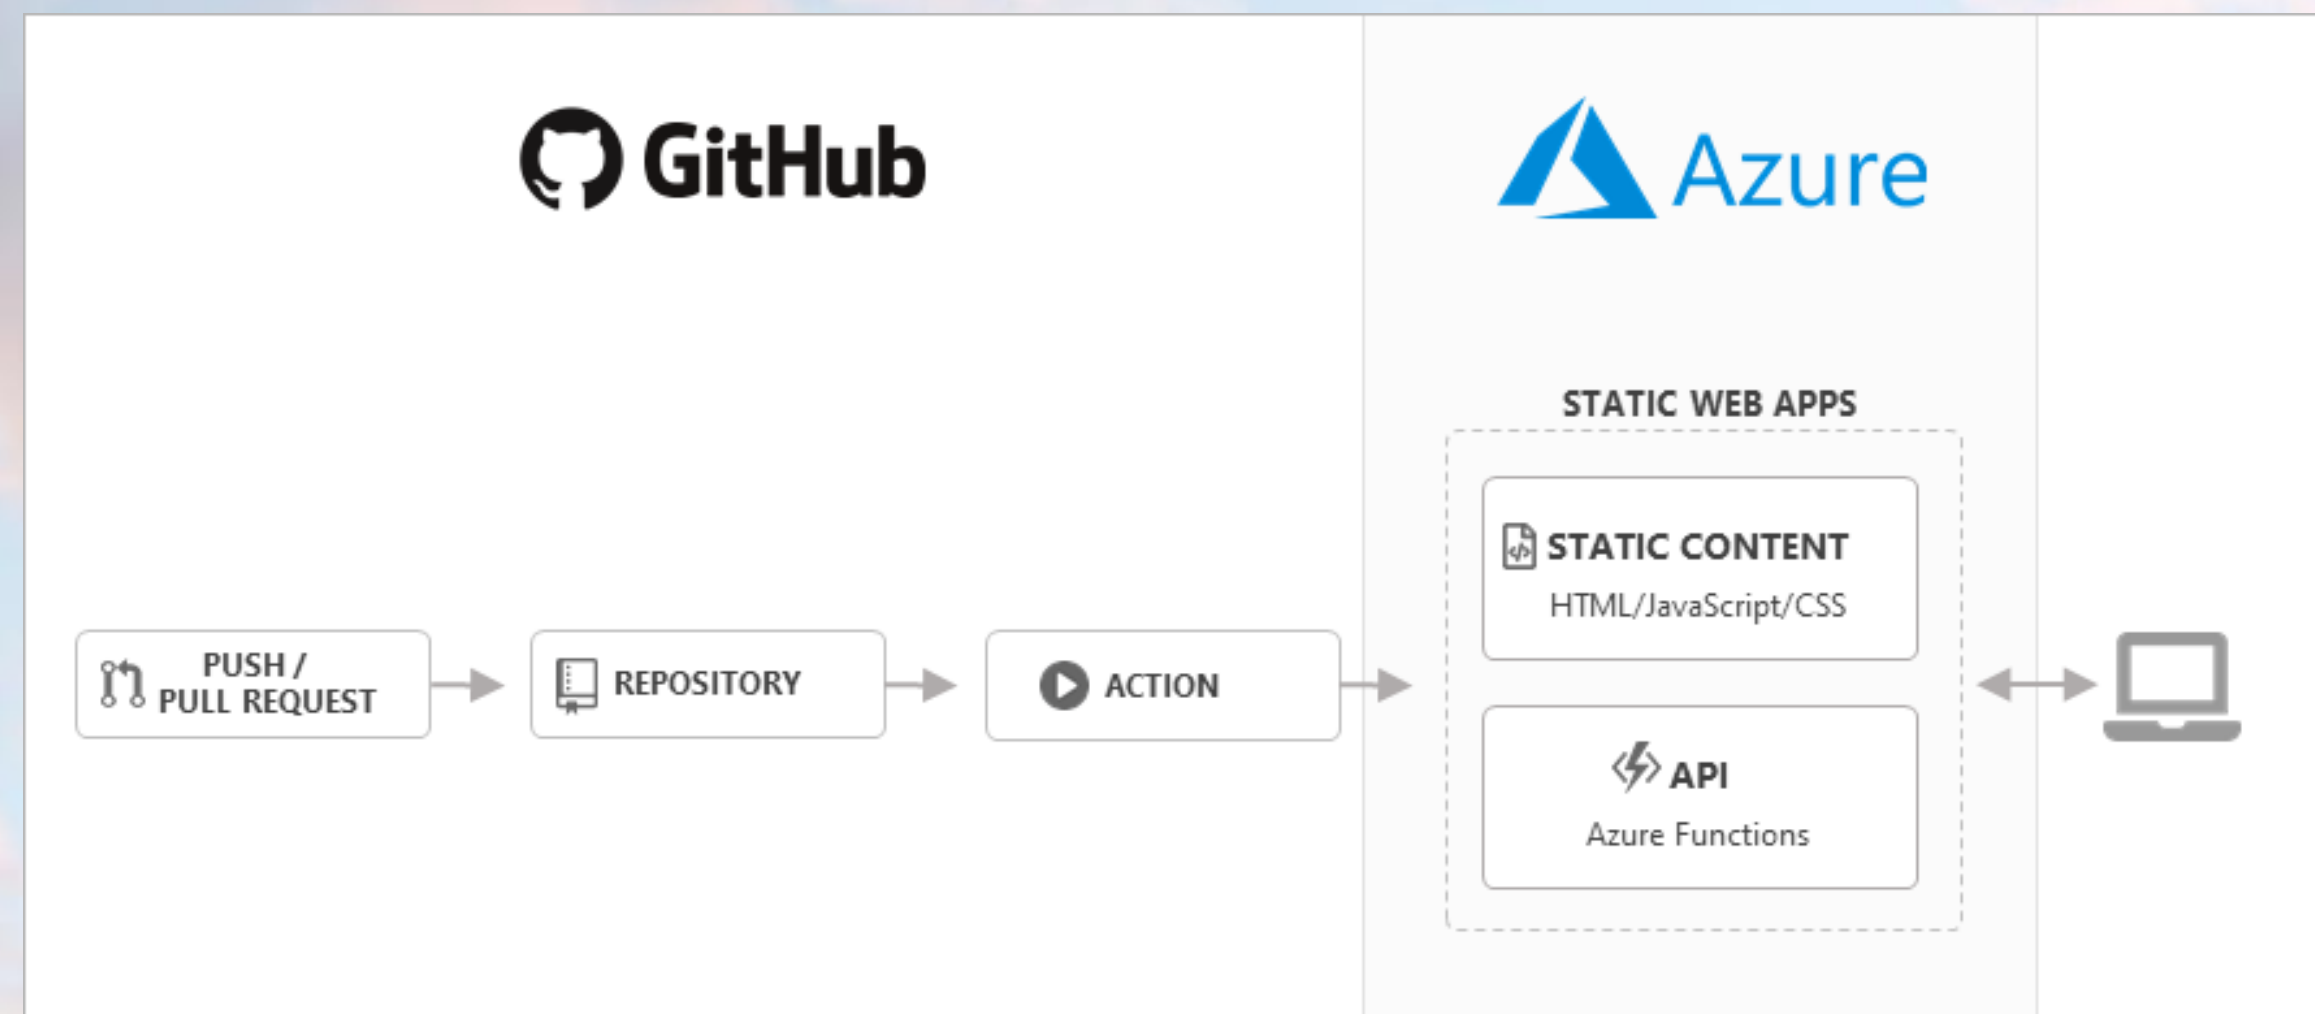 GitHub
Azure
STATIC WEB APPS
STATIC CONTENT
HTML/JavaScript/CSS
PUSH /
PULL REQUEST
REPOSITORY
ACTION
API
Azure Functions